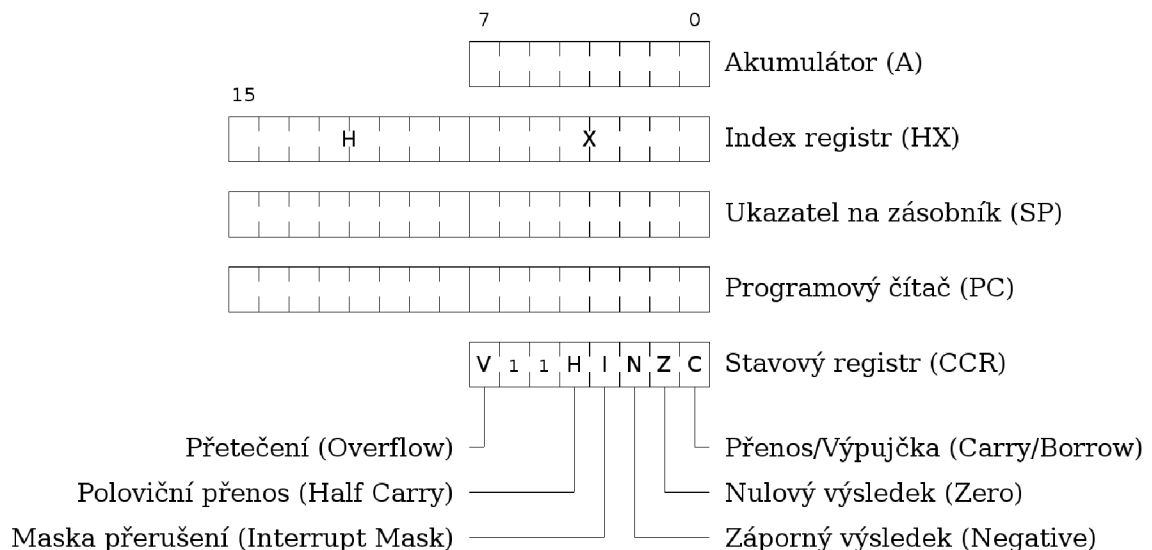 7 0
Akumulátor (A)
15
H X Index registr (HX)
Ukazatel na zásobník (SP)
Programový čítač (PC)
V 1 1 H I N Z C Stavový registr (CCR)
Přetečení (Overflow) Přenos/Výpujčka (Carry/Borrow)
Poloviční přenos (Half Carry) Nulový výsledek (Zero)
Maska přerušení (Interrupt Mask) Záporný výsledek (Negative)